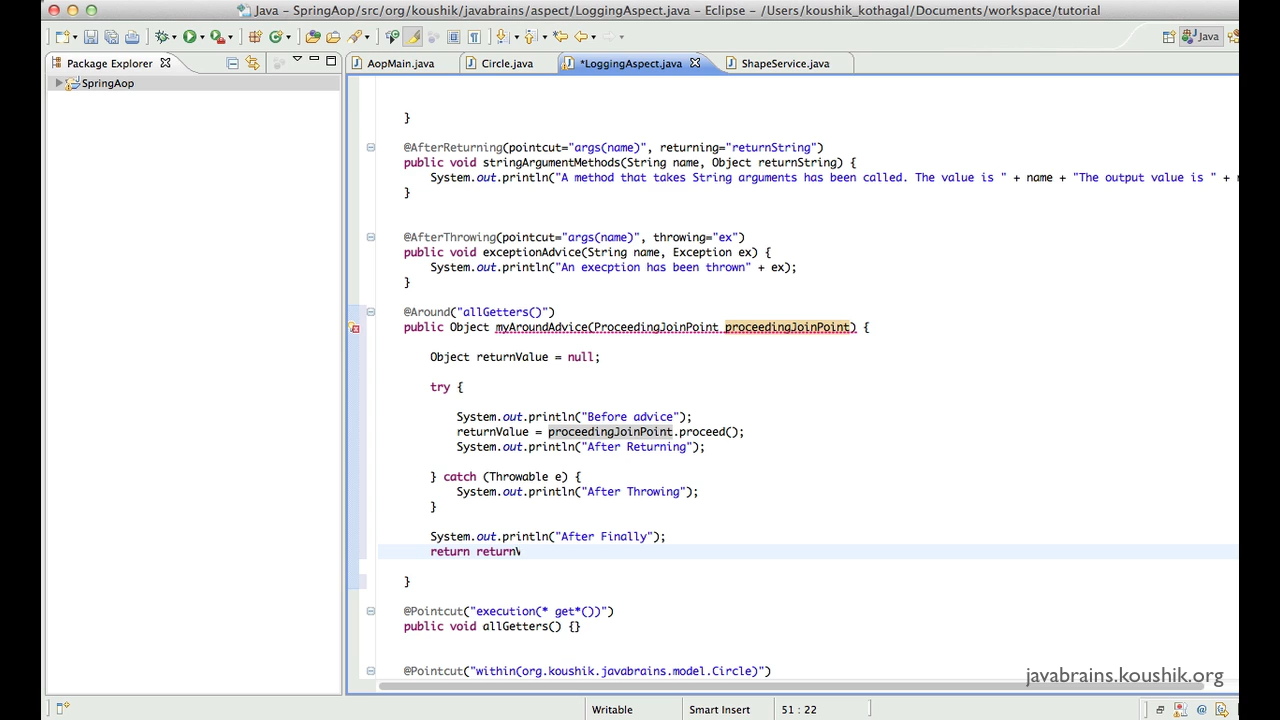 Java - SpringAop/src/org/koushik/javabrains/aspect/LoggingAspect.java - Eclipse - /Users/koushik_kothagal/Documents/workspace/tutorial
Java
Package Explorer
AopMain.java
Circle.java
*LoggingAspect.java
ShapeService.java
SpringAop
}
@AfterReturning(pointcut="args(name)", returning="returnString")
public void stringArgumentMethods(String name, Object returnString) {
System.out.println("A method that takes String arguments has been called. The value is " + name + "The output value is " +
}
@AfterThrowing(pointcut="args(name)", throwing="ex")
public void exceptionAdvice(String name, Exception ex) {
System.out.println("An execption has been thrown" + ex);
}
@Around("allGetters()")
public Object myAroundAdvice(ProceedingJoinPoint proceedingJoinPoint) {
Object returnValue = null;
try {
System.out.println("Before advice");
returnValue = proceedingJoinPoint.proceed();
System.out.println("After Returning");
} catch (Throwable e) {
System.out.println("After Throwing");
}
System.out.println("After Finally");
return returnV
}
@Pointcut("execution(* get*())")
public void allGetters() {}
@Pointcut("within(org.koushik.javabrains.model.Circle)")
javabrains.koushik.org
Writable
Smart Insert
51 : 22